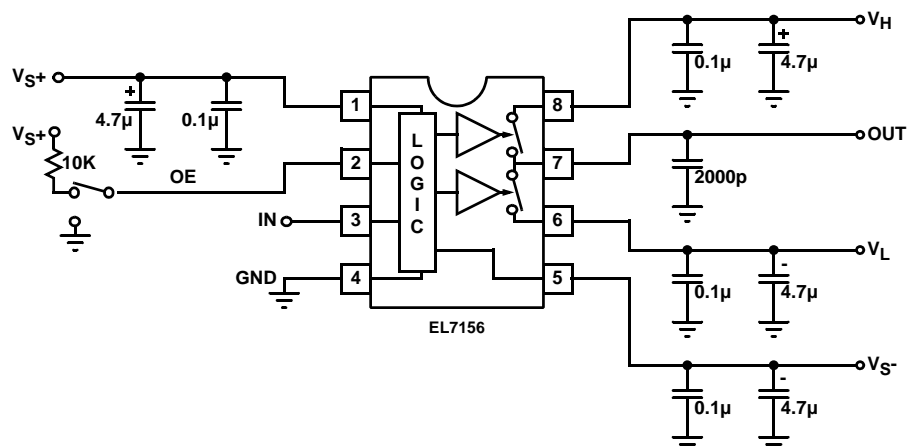 VH
0.1µ
+
4.7µ
VS+
+
4.7µ
0.1µ
1
8
VS+
10K
OE
2
LOGIC
7
OUT
2000p
IN
3
6
VL
-
0.1µ
4.7µ
GND
4
5
EL7156
VS-
-
0.1µ
4.7µ